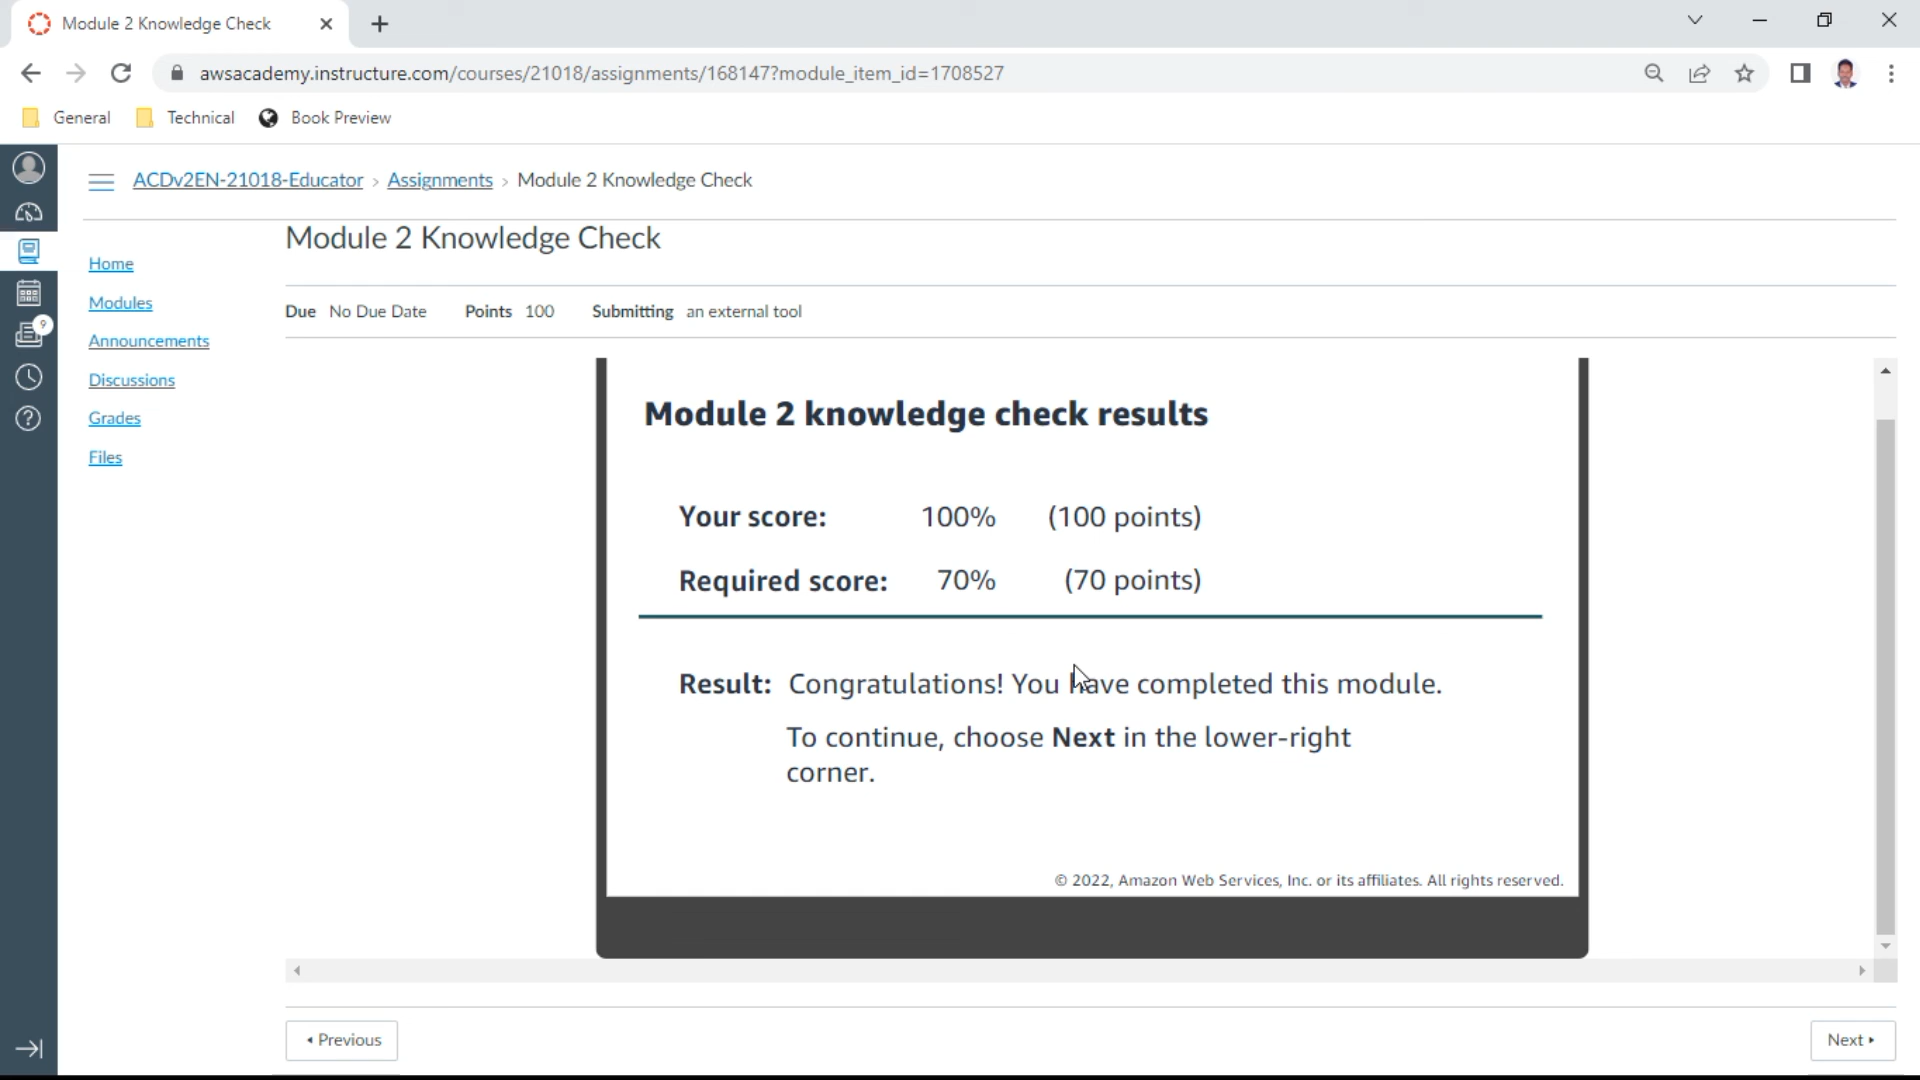 Module 2 Knowledge Check
awsacademy.instructure.com/courses/21018/assignments/168147?module_item_id=1708527
General Technical Book Preview
ACDv2EN-21018-Educator › Assignments › Module 2 Knowledge Check
Module 2 Knowledge Check
Home
Modules
Announcements
Discussions
Grades
Files
9
Due No Due Date Points 100 Submitting an external tool
Module 2 knowledge check results
Your score: 100% (100 points)
Required score: 70% (70 points)
Result: Congratulations! You have completed this module.
To continue, choose Next in the lower-right
corner.
© 2022, Amazon Web Services, Inc. or its affiliates. All rights reserved.
Previous
Next